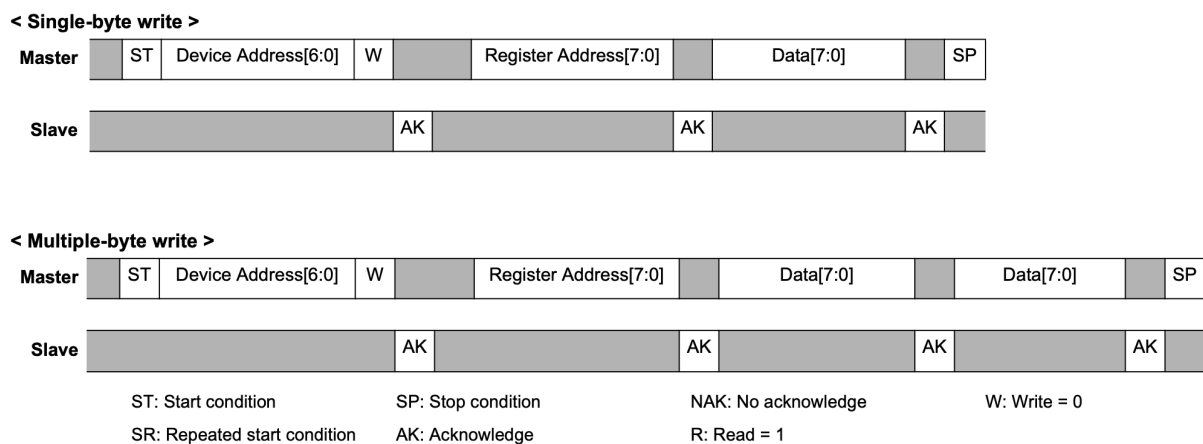 < Single-byte write >
Master ST Device Address[6:0] W Register Address[7:0] Data[7:0] SP
Slave AK AK AK
< Multiple-byte write >
Master ST Device Address[6:0] W Register Address[7:0] Data[7:0] Data[7:0] SP
Slave AK AK AK AK
ST: Start condition SP: Stop condition NAK: No acknowledge W: Write = 0
SR: Repeated start condition AK: Acknowledge R: Read = 1